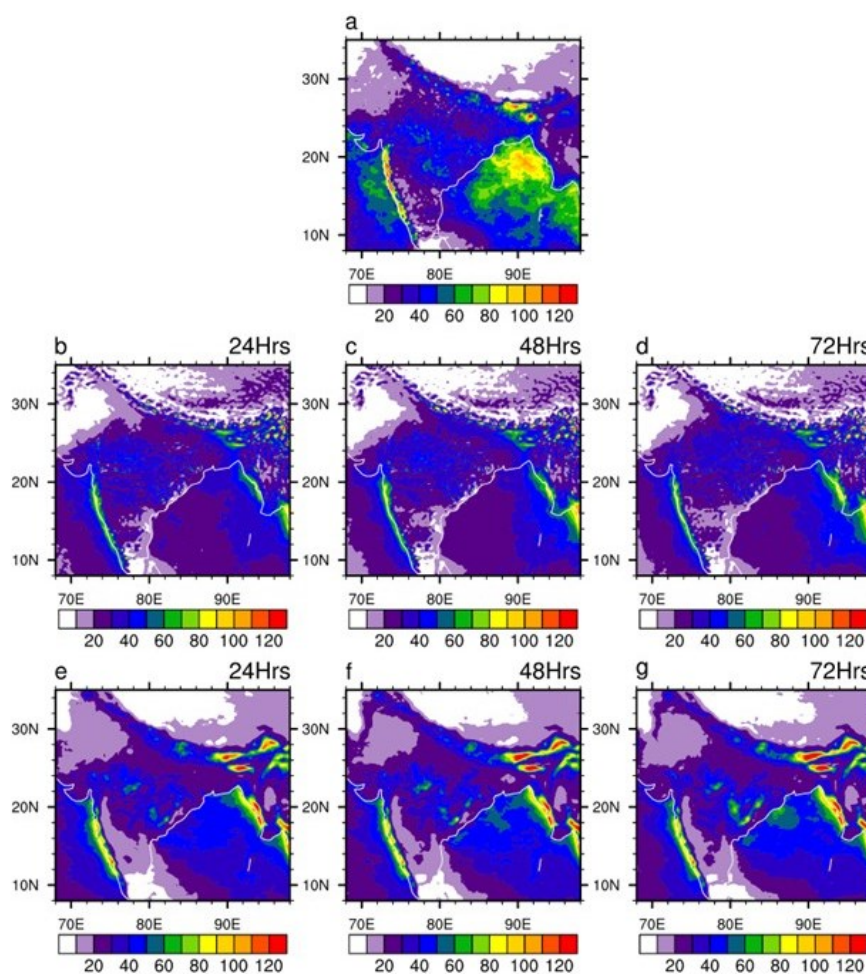 a
30N
20N
10N
70E 80E 90E
20 40 60 80 100 120
b 24Hrs c 48Hrs d 72Hrs
30N 30N 30N
20N 20N 20N
10N 10N 10N
70E 80E 90E 70E 80E 90E 70E 80E 90E
20 40 60 80 100 120 20 40 60 80 100 120 20 40 60 80 100 120
e 24Hrs f 48Hrs g 72Hrs
30N 30N 30N
20N 20N 20N
10N 10N 10N
70E 80E 90E 70E 80E 90E 70E 80E 90E
20 40 60 80 100 120 20 40 60 80 100 120 20 40 60 80 100 120